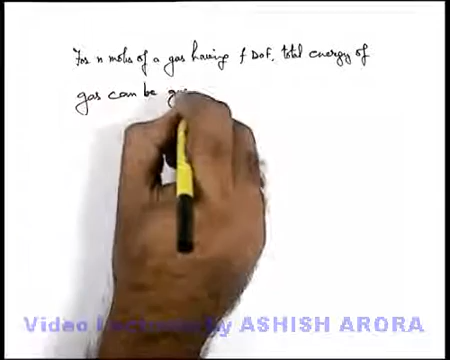 For n moles of a gas having f DOF, total energy of
gas can be
Video Lectures by ASHISH ARORA